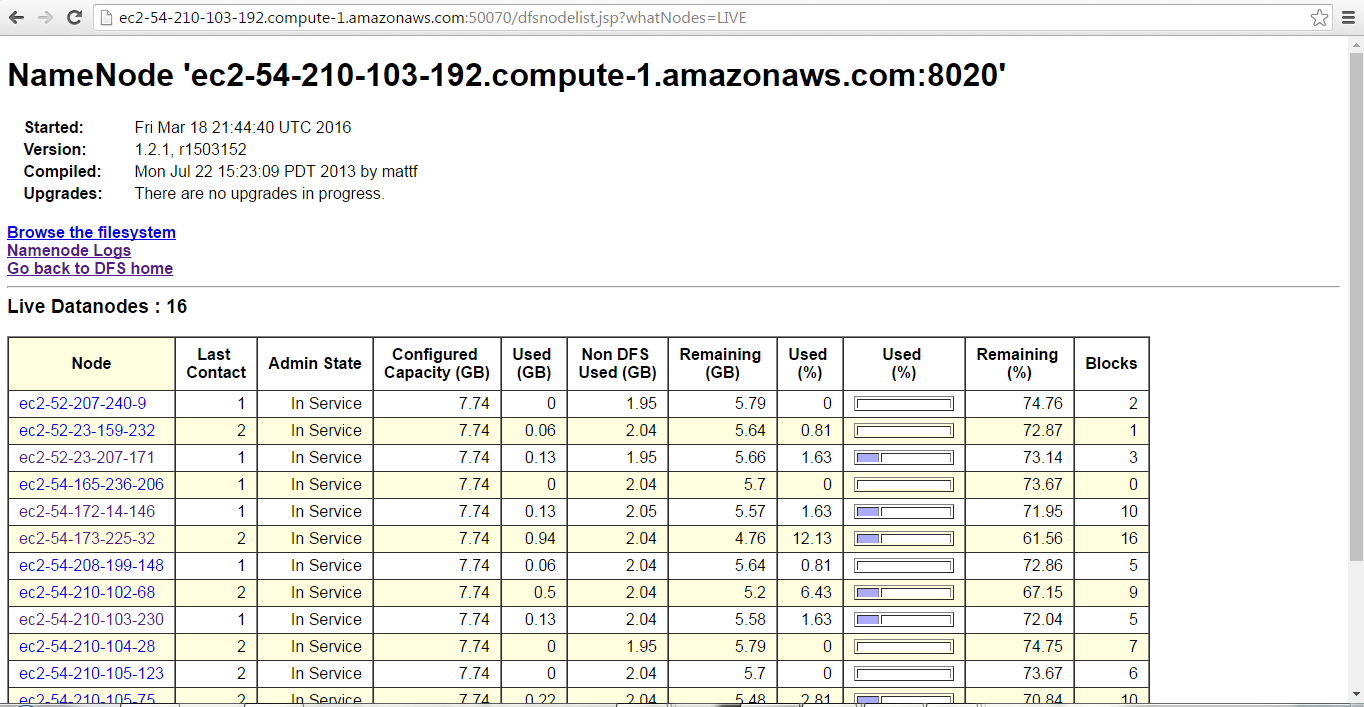 ec2-54-210-103-192.compute-1.amazonaws.com:50070/dfsnodelist.jsp?whatNodes=LIVE
NameNode 'ec2-54-210-103-192.compute-1.amazonaws.com:8020'
Started: Fri Mar 18 21:44:40 UTC 2016
Version: 1.2.1, r1503152
Compiled: Mon Jul 22 15:23:09 PDT 2013 by mattf
Upgrades: There are no upgrades in progress.
Browse the filesystem
Namenode Logs
Go back to DFS home
Live Datanodes : 16
Node Last Contact Admin State Configured Capacity (GB) Used (GB) Non DFS Used (GB) Remaining (GB) Used (%) Used (%) Remaining (%) Blocks
ec2-52-207-240-9 1 In Service 7.74 0 1.95 5.79 0 74.76 2
ec2-52-23-159-232 2 In Service 7.74 0.06 2.04 5.64 0.81 72.87 1
ec2-52-23-207-171 1 In Service 7.74 0.13 1.95 5.66 1.63 73.14 3
ec2-54-165-236-206 1 In Service 7.74 0 2.04 5.7 0 73.67 0
ec2-54-172-14-146 1 In Service 7.74 0.13 2.05 5.57 1.63 71.95 10
ec2-54-173-225-32 2 In Service 7.74 0.94 2.04 4.76 12.13 61.56 16
ec2-54-208-199-148 1 In Service 7.74 0.06 2.04 5.64 0.81 72.86 5
ec2-54-210-102-68 2 In Service 7.74 0.5 2.04 5.2 6.43 67.15 9
ec2-54-210-103-230 1 In Service 7.74 0.13 2.04 5.58 1.63 72.04 5
ec2-54-210-104-28 2 In Service 7.74 0 1.95 5.79 0 74.75 7
ec2-54-210-105-123 2 In Service 7.74 0 2.04 5.7 0 73.67 6
ec2-54-210-105-75 2 In Service 7.74 0.22 2.04 5.48 2.81 70.84 10